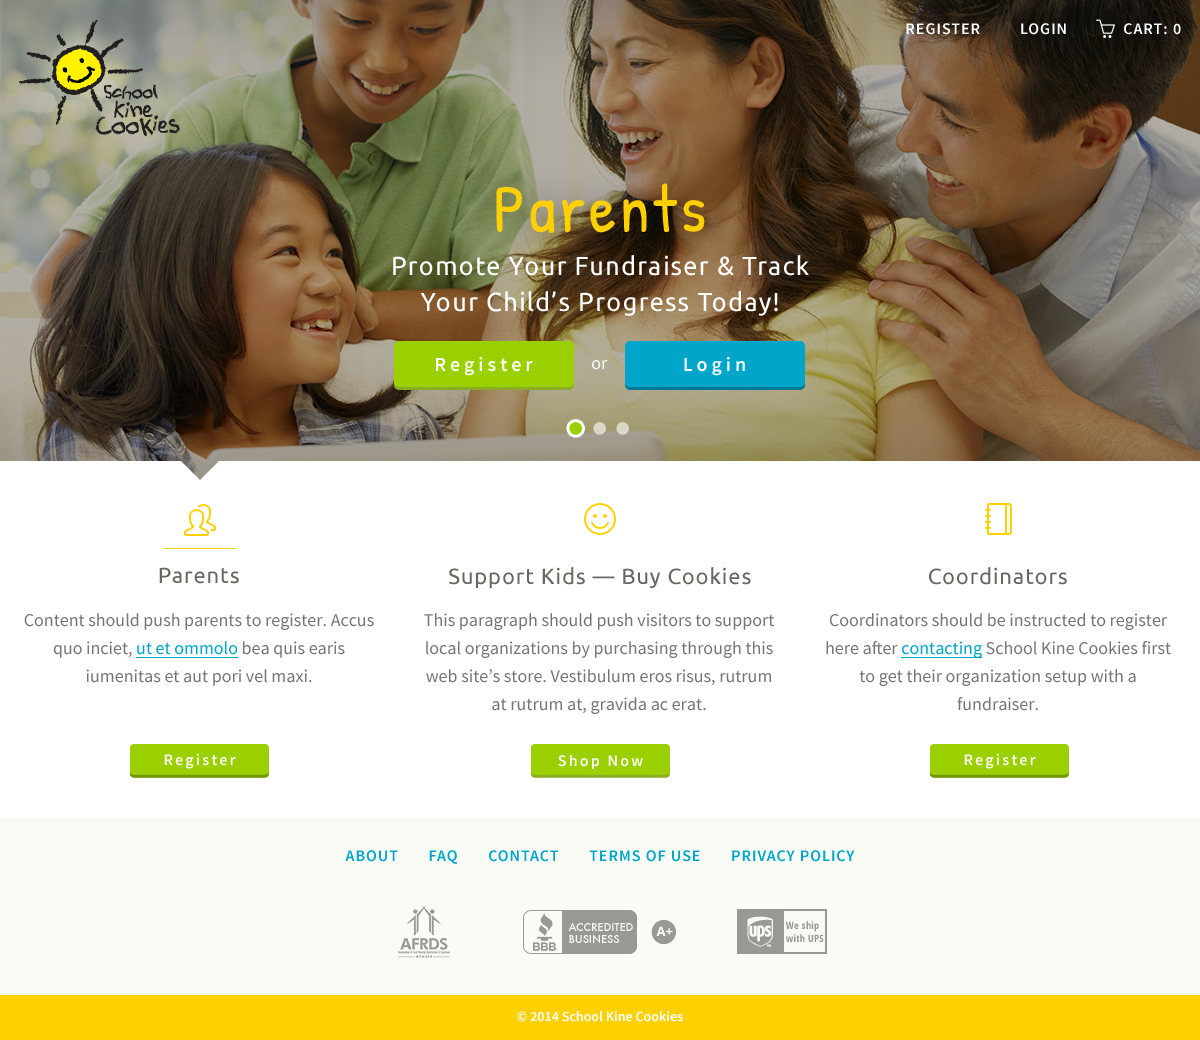 REGISTER LOGIN CART: 0
School
Kine
Cookies
Parents
Promote Your Fundraiser & Track
Your Child’s Progress Today!
Register or Login
Parents
Content should push parents to register. Accus
quo inciet, ut et ommolo bea quis earis
iumenitas et aut pori vel maxi.
Register
Support Kids — Buy Cookies
This paragraph should push visitors to support
local organizations by purchasing through this
web site’s store. Vestibulum eros risus, rutrum
at rutrum at, gravida ac erat.
Shop Now
Coordinators
Coordinators should be instructed to register
here after contacting School Kine Cookies first
to get their organization setup with a
fundraiser.
Register
ABOUT FAQ CONTACT TERMS OF USE PRIVACY POLICY
AFRDS
MEMBER
BBB
ACCREDITED
BUSINESS
A+
ups
We ship
with UPS
© 2014 School Kine Cookies